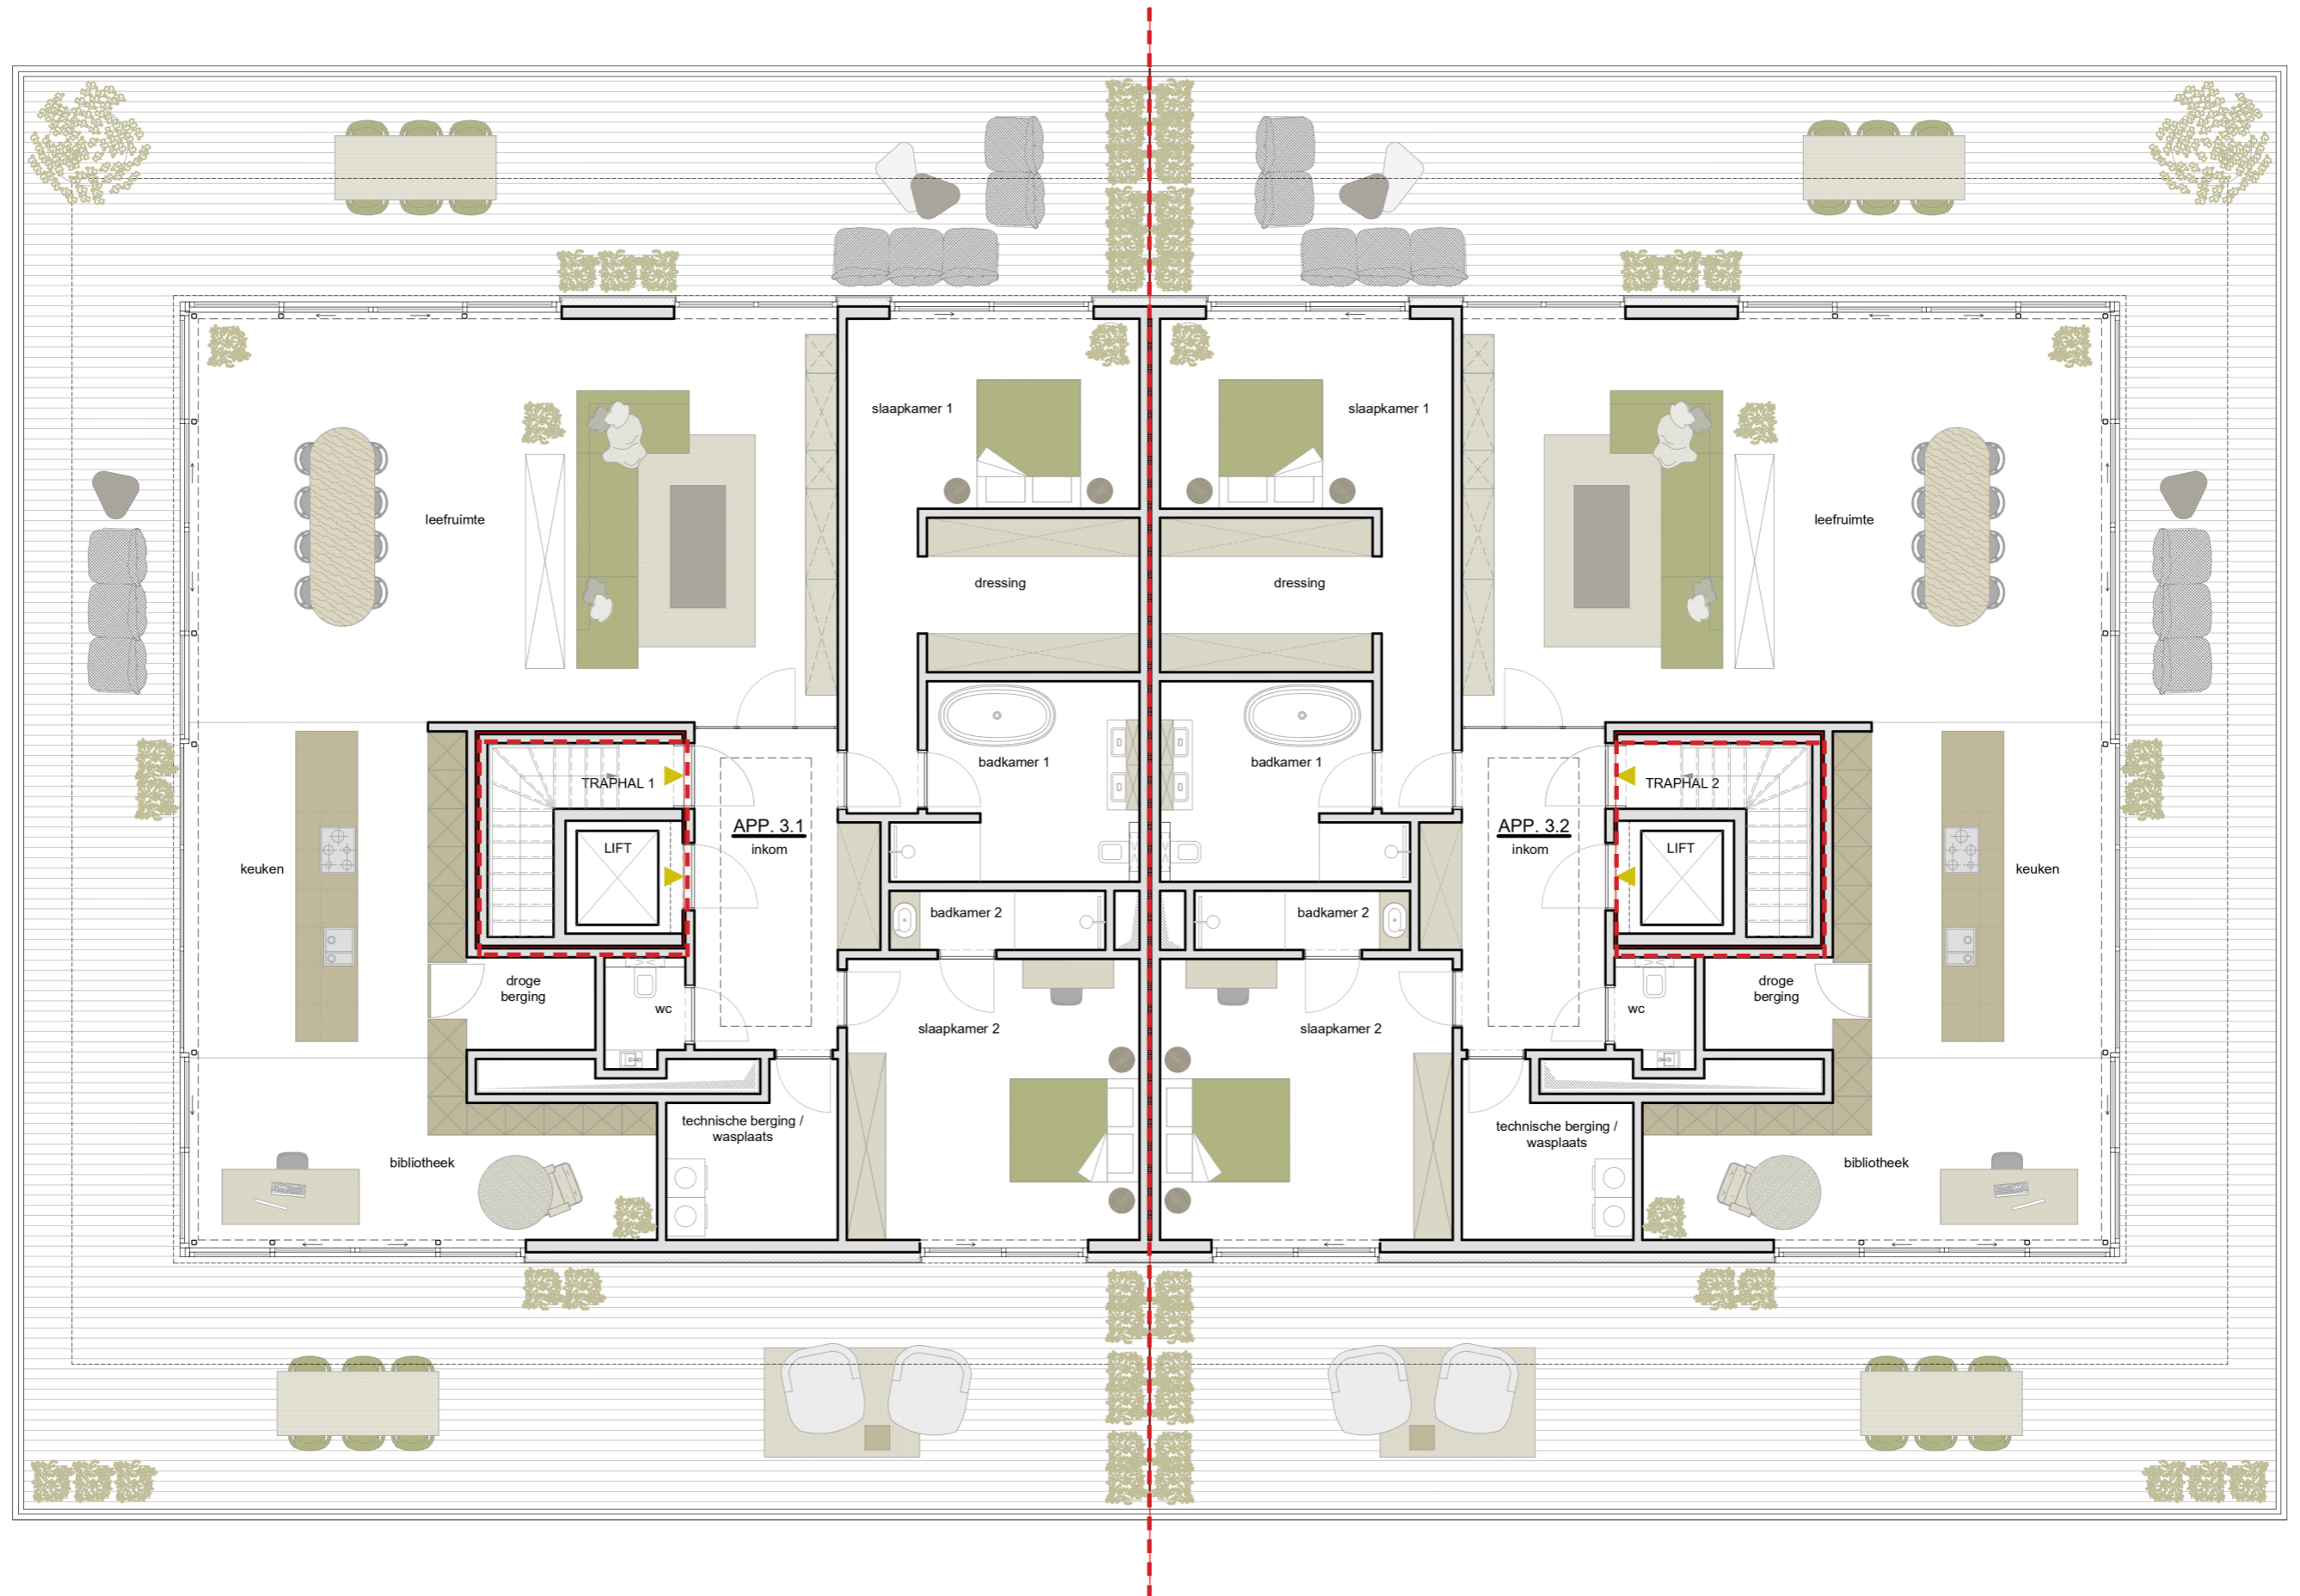 slaapkamer 1
slaapkamer 1
leefruimte
leefruimte
dressing
dressing
badkamer 1
badkamer 1
TRAPHAL 1
TRAPHAL 2
APP. 3.1
inkom
APP. 3.2
inkom
LIFT
LIFT
keuken
keuken
badkamer 2
badkamer 2
droge
berging
droge
berging
wc
wc
slaapkamer 2
slaapkamer 2
technische berging /
wasplaats
technische berging /
wasplaats
bibliotheek
bibliotheek